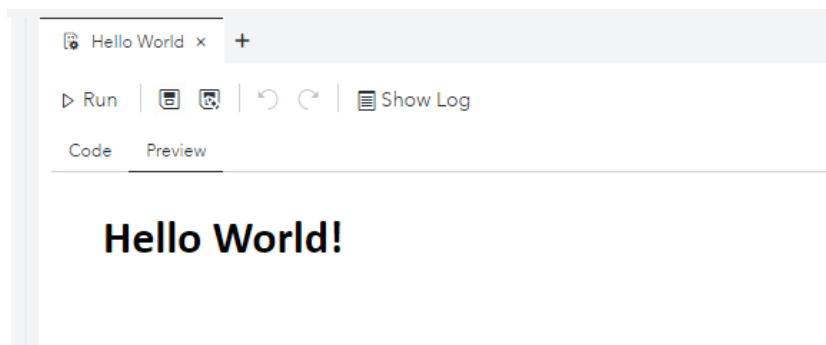 Hello World × +
Run Show Log
Code Preview
Hello World!